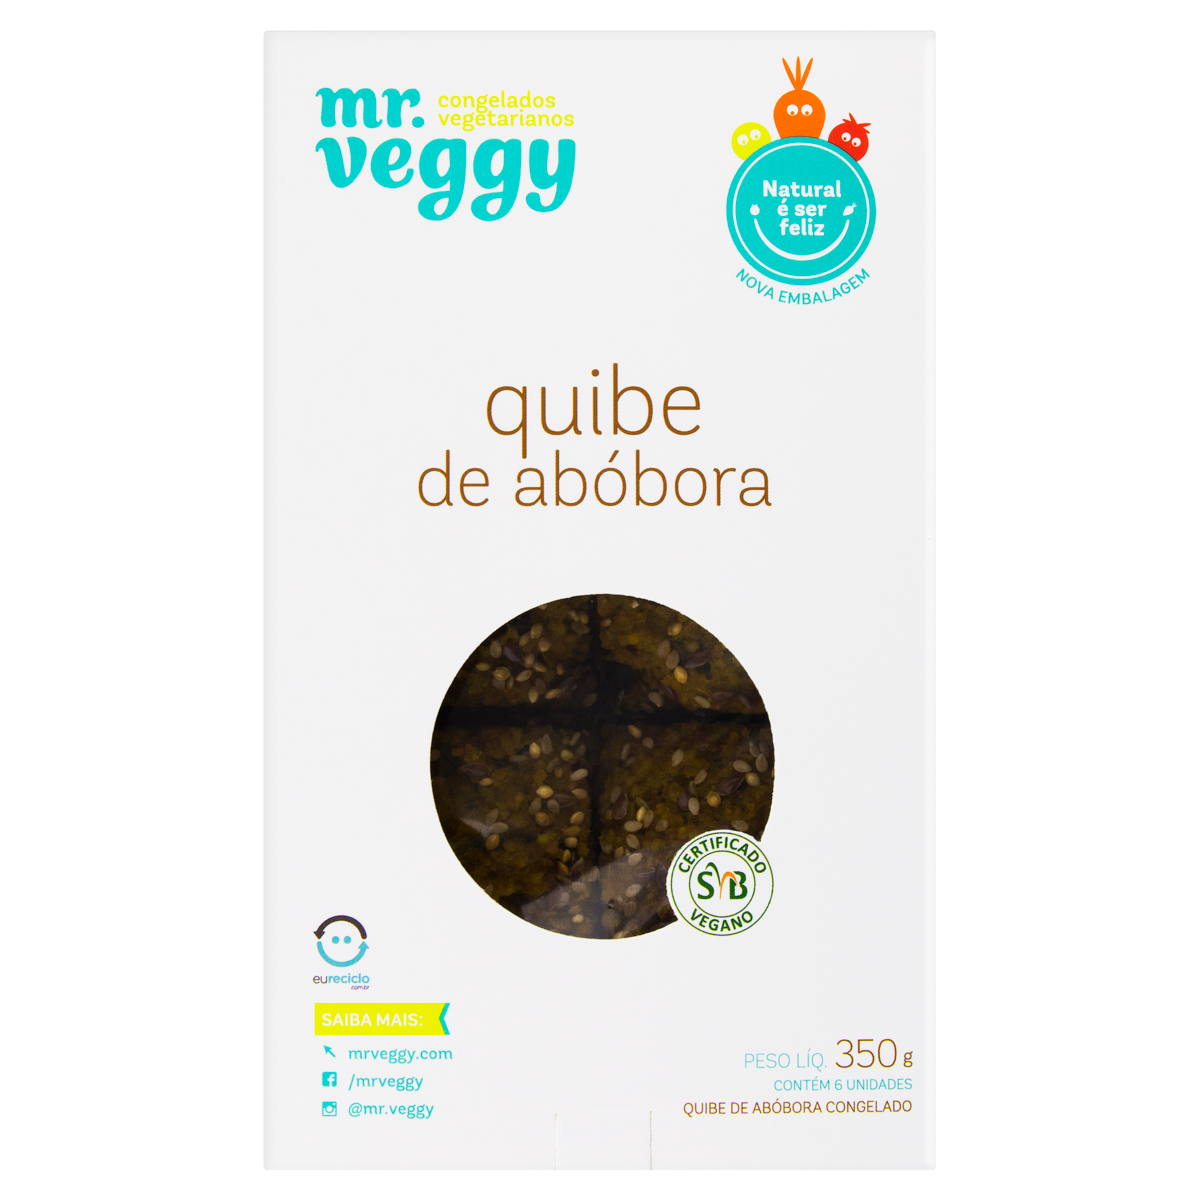 mr.
veggy
congelados
vegetarianos
Natural
é ser
feliz
NOVA EMBALAGEM
quibe
de abóbora
CERTIFICADO
SVB
VEGANO
eureciclo
.com.br
SAIBA MAIS:
mrveggy.com
/mrveggy
@mr.veggy
PESO LÍQ. 350 g
CONTÉM 6 UNIDADES
QUIBE DE ABÓBORA CONGELADO